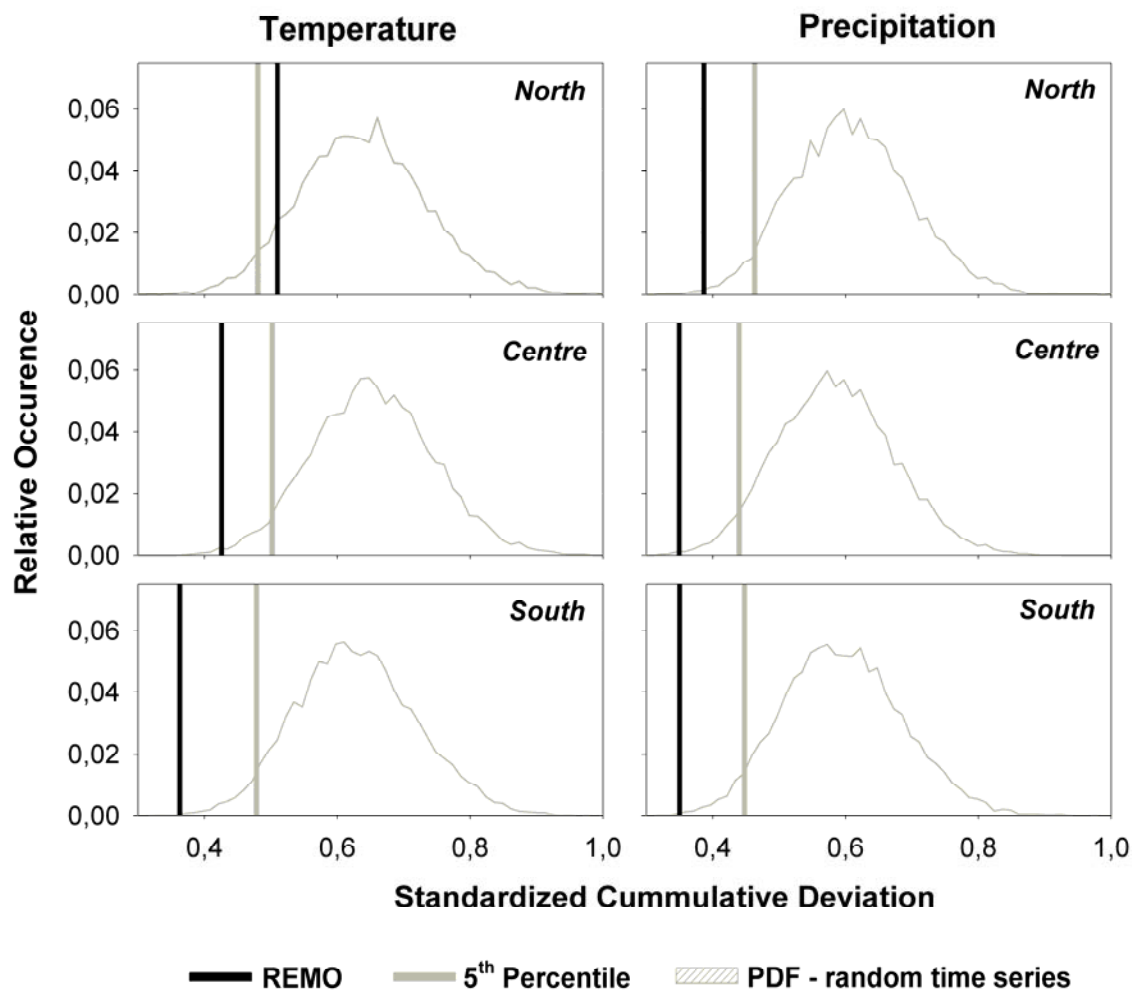 Temperature Precipitation
North North
0,06
0,04
0,02
0,00
Centre Centre
0,06
0,04
0,02
0,00
South South
0,06
0,04
0,02
0,00
Relative Occurence
0,4 0,6 0,8 1,0 0,4 0,6 0,8 1,0
Standardized Cummulative Deviation
REMO 5th Percentile PDF - random time series